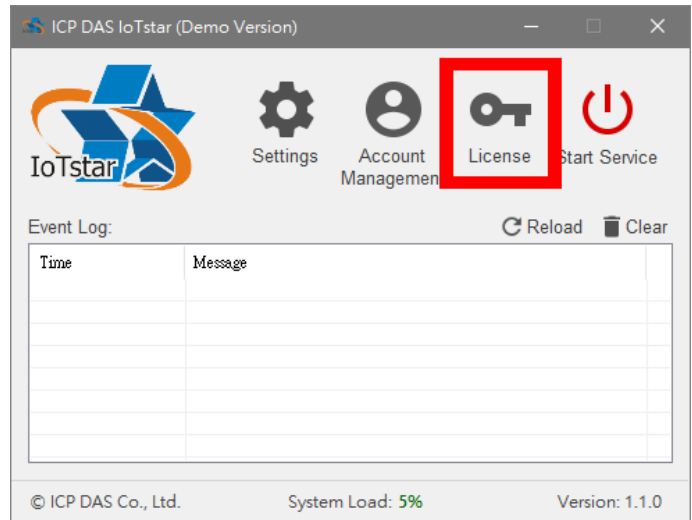 ICP DAS IoTstar (Demo Version)
IoTstar
Settings
Account
Managemen
License
Start Service
Event Log:
Reload
Clear
Time Message
© ICP DAS Co., Ltd. System Load: 5% Version: 1.1.0